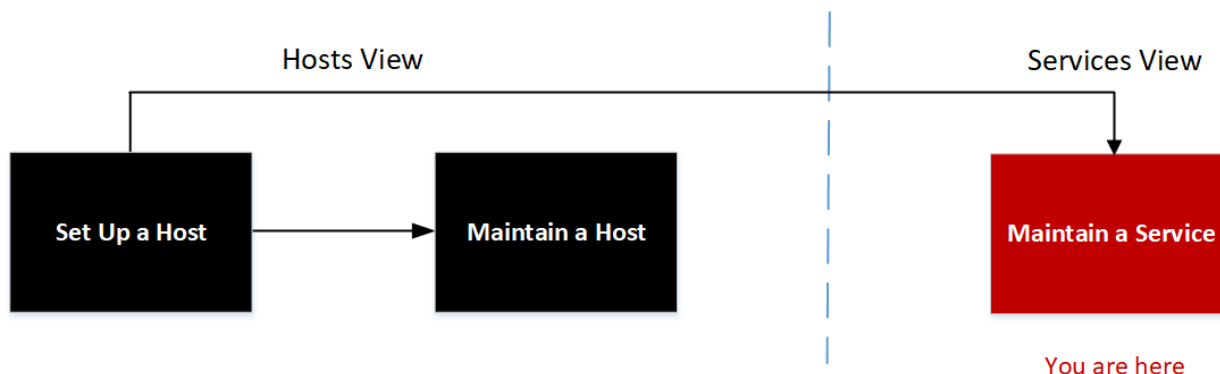 Hosts View
Services View
Set Up a Host
Maintain a Host
Maintain a Service
You are here